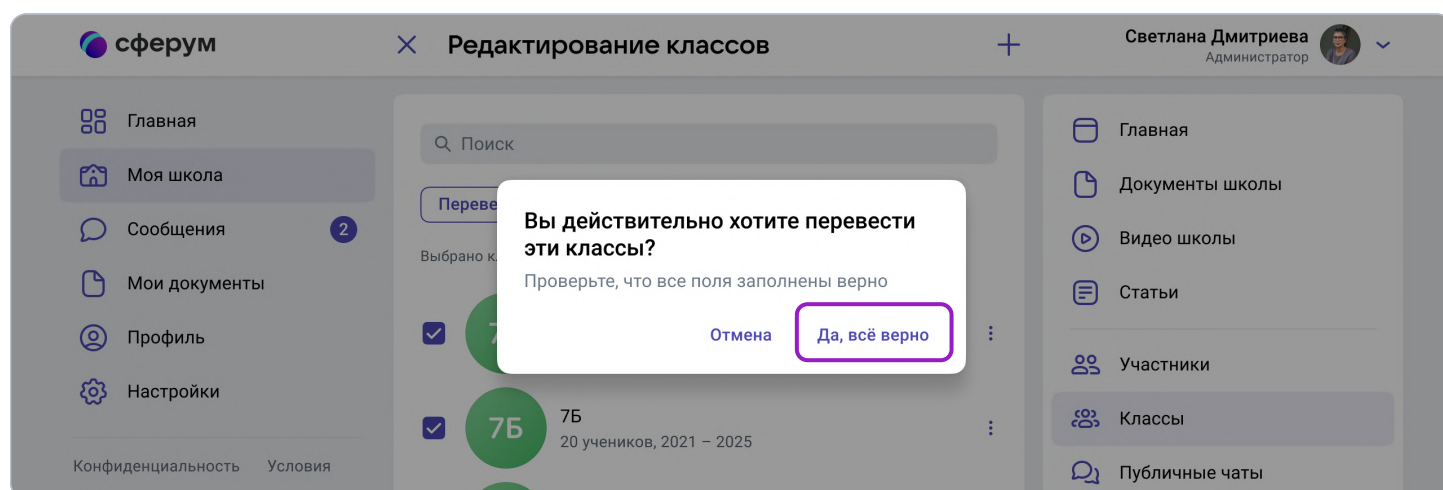 сферум
Редактирование классов
Светлана Дмитриева
Администратор
Главная
Моя школа
Сообщения
2
Мои документы
Профиль
Настройки
Конфиденциальность Условия
Поиск
Вы действительно хотите перевести
эти классы?
Проверьте, что все поля заполнены верно
Отмена Да, всё верно
Переве
Выбрано к
7Б
7Б
20 учеников, 2021 – 2025
Главная
Документы школы
Видео школы
Статьи
Участники
Классы
Публичные чаты